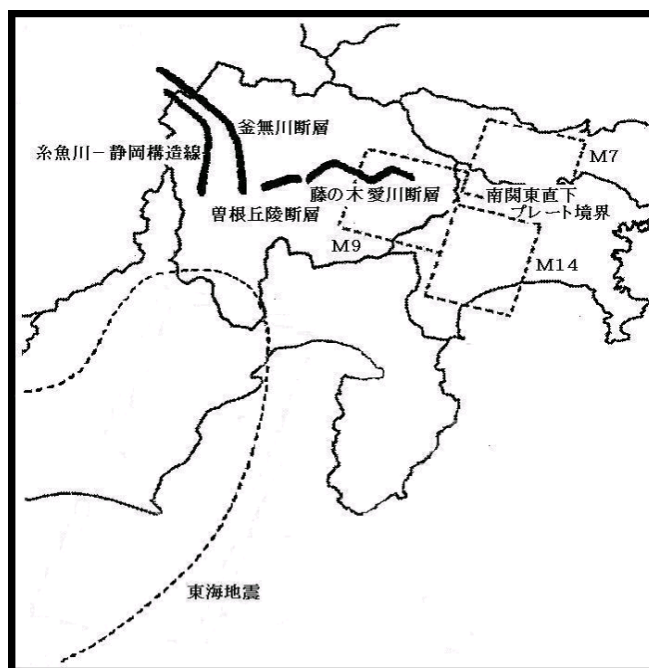 釜無川断層
糸魚川－静岡構造線
M7
藤の木愛川断層
南関東直下
プレート境界
曽根丘陵断層
M9
M14
東海地震